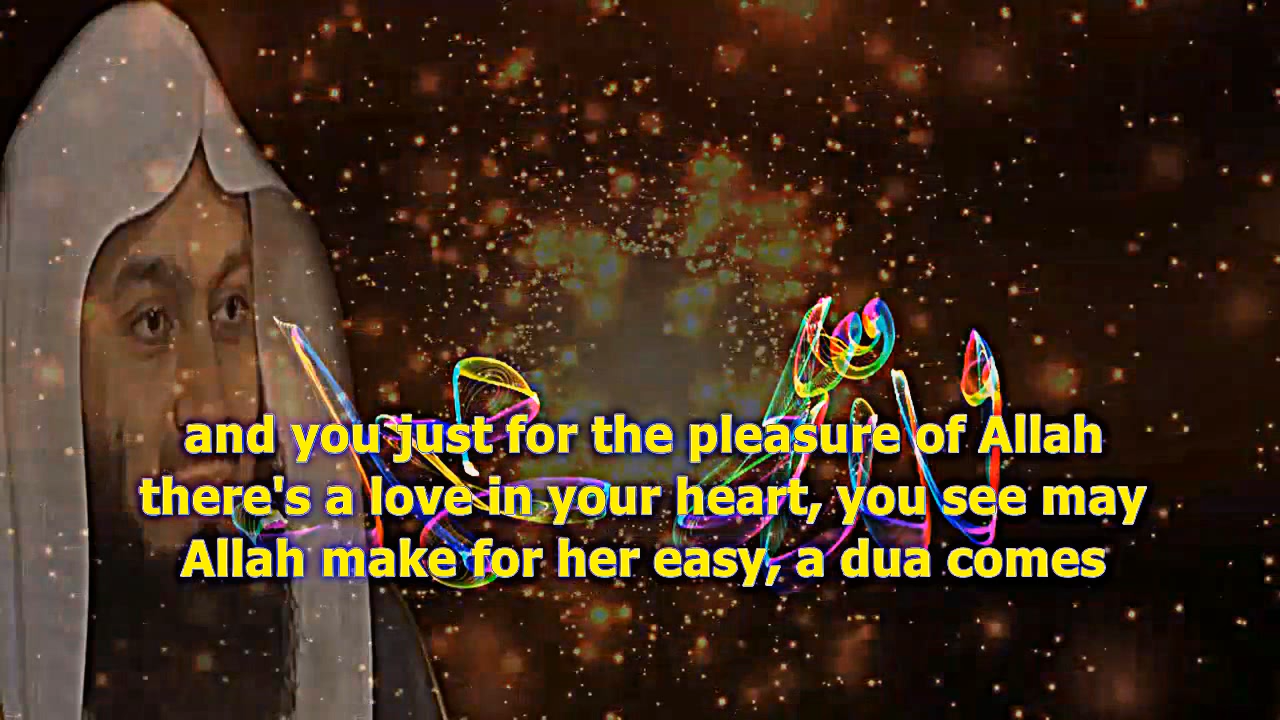 and you just for the pleasure of Allah
there's a love in your heart, you see may
Allah make for her easy, a dua comes